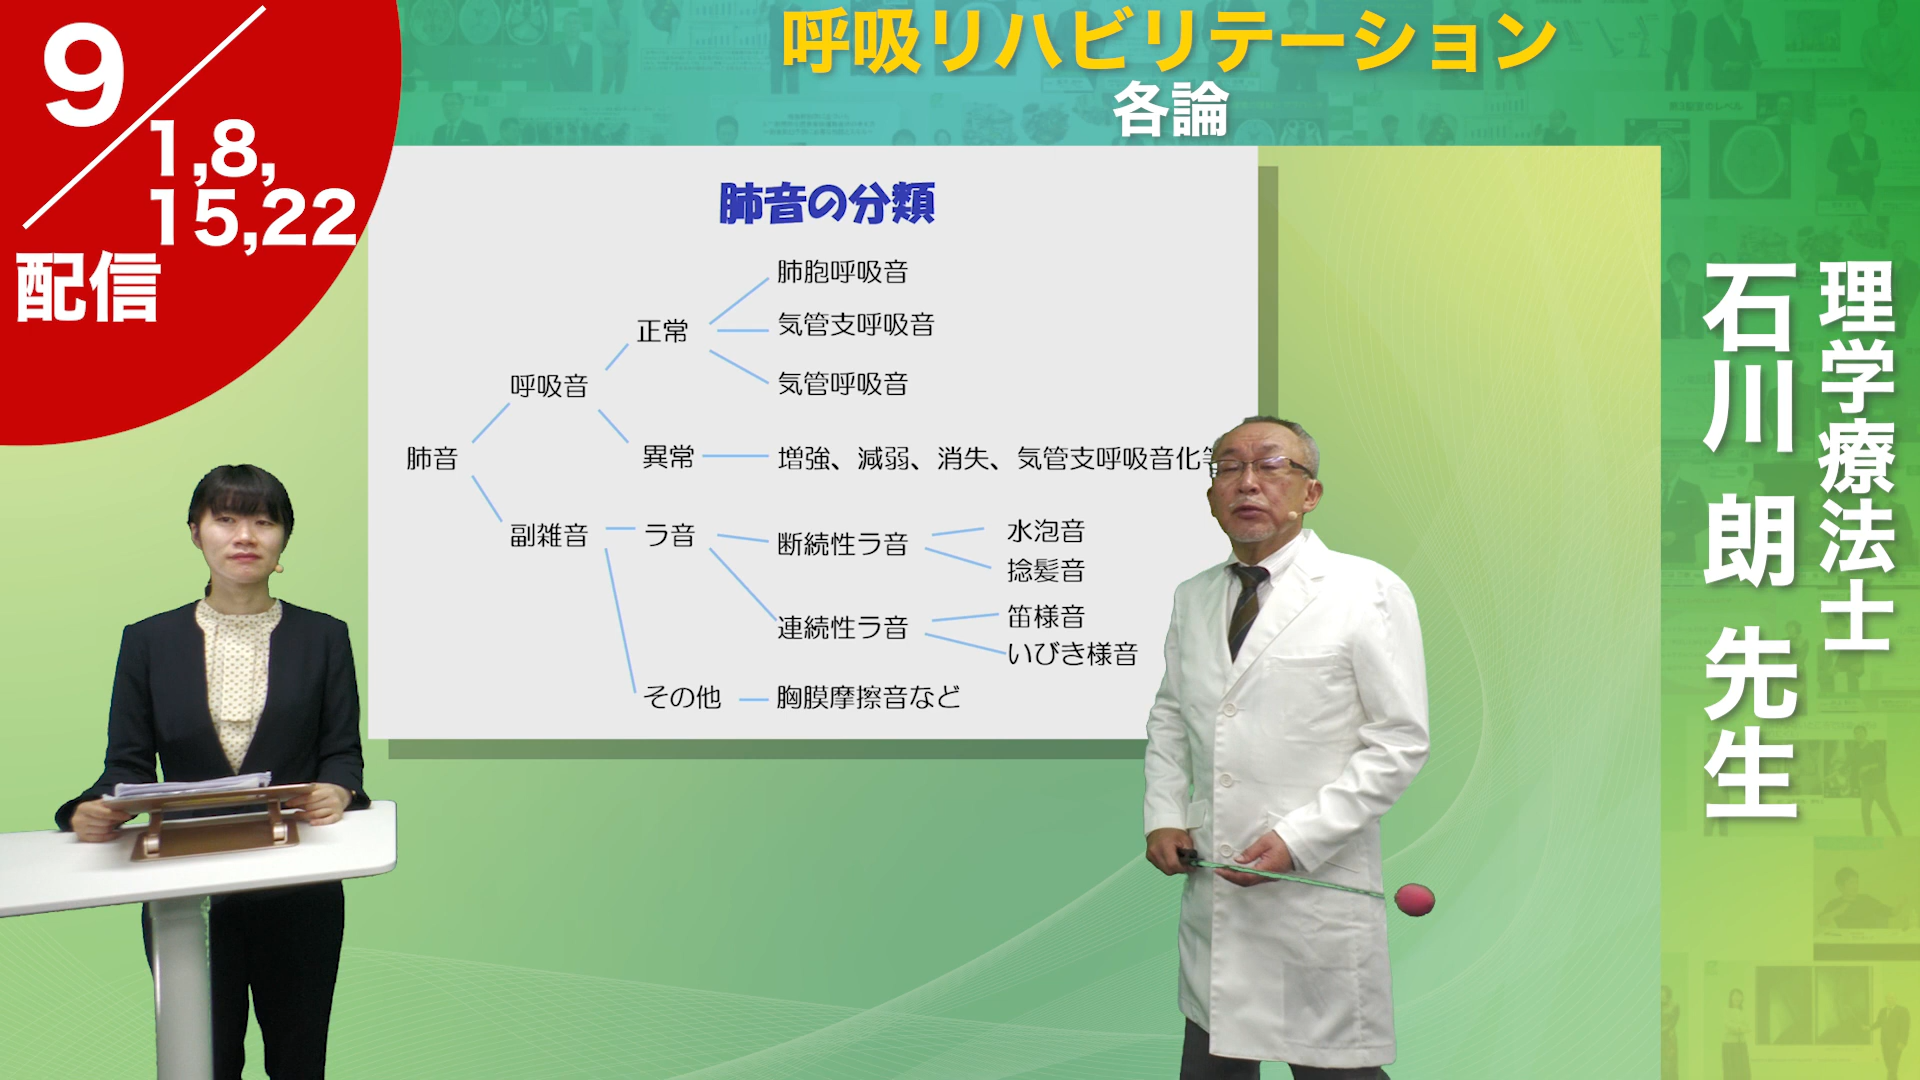 9/1,8,
15,22
配信
呼吸リハビリテーション
各論
理学療法士
石川 朗 先生
肺音の分類
肺音
呼吸音
正常
肺胞呼吸音
気管支呼吸音
気管呼吸音
異常
増強、減弱、消失、気管支呼吸音化
副雑音
ラ音
断続性ラ音
水泡音
捻髪音
連続性ラ音
笛様音
いびき様音
その他
胸膜摩擦音など